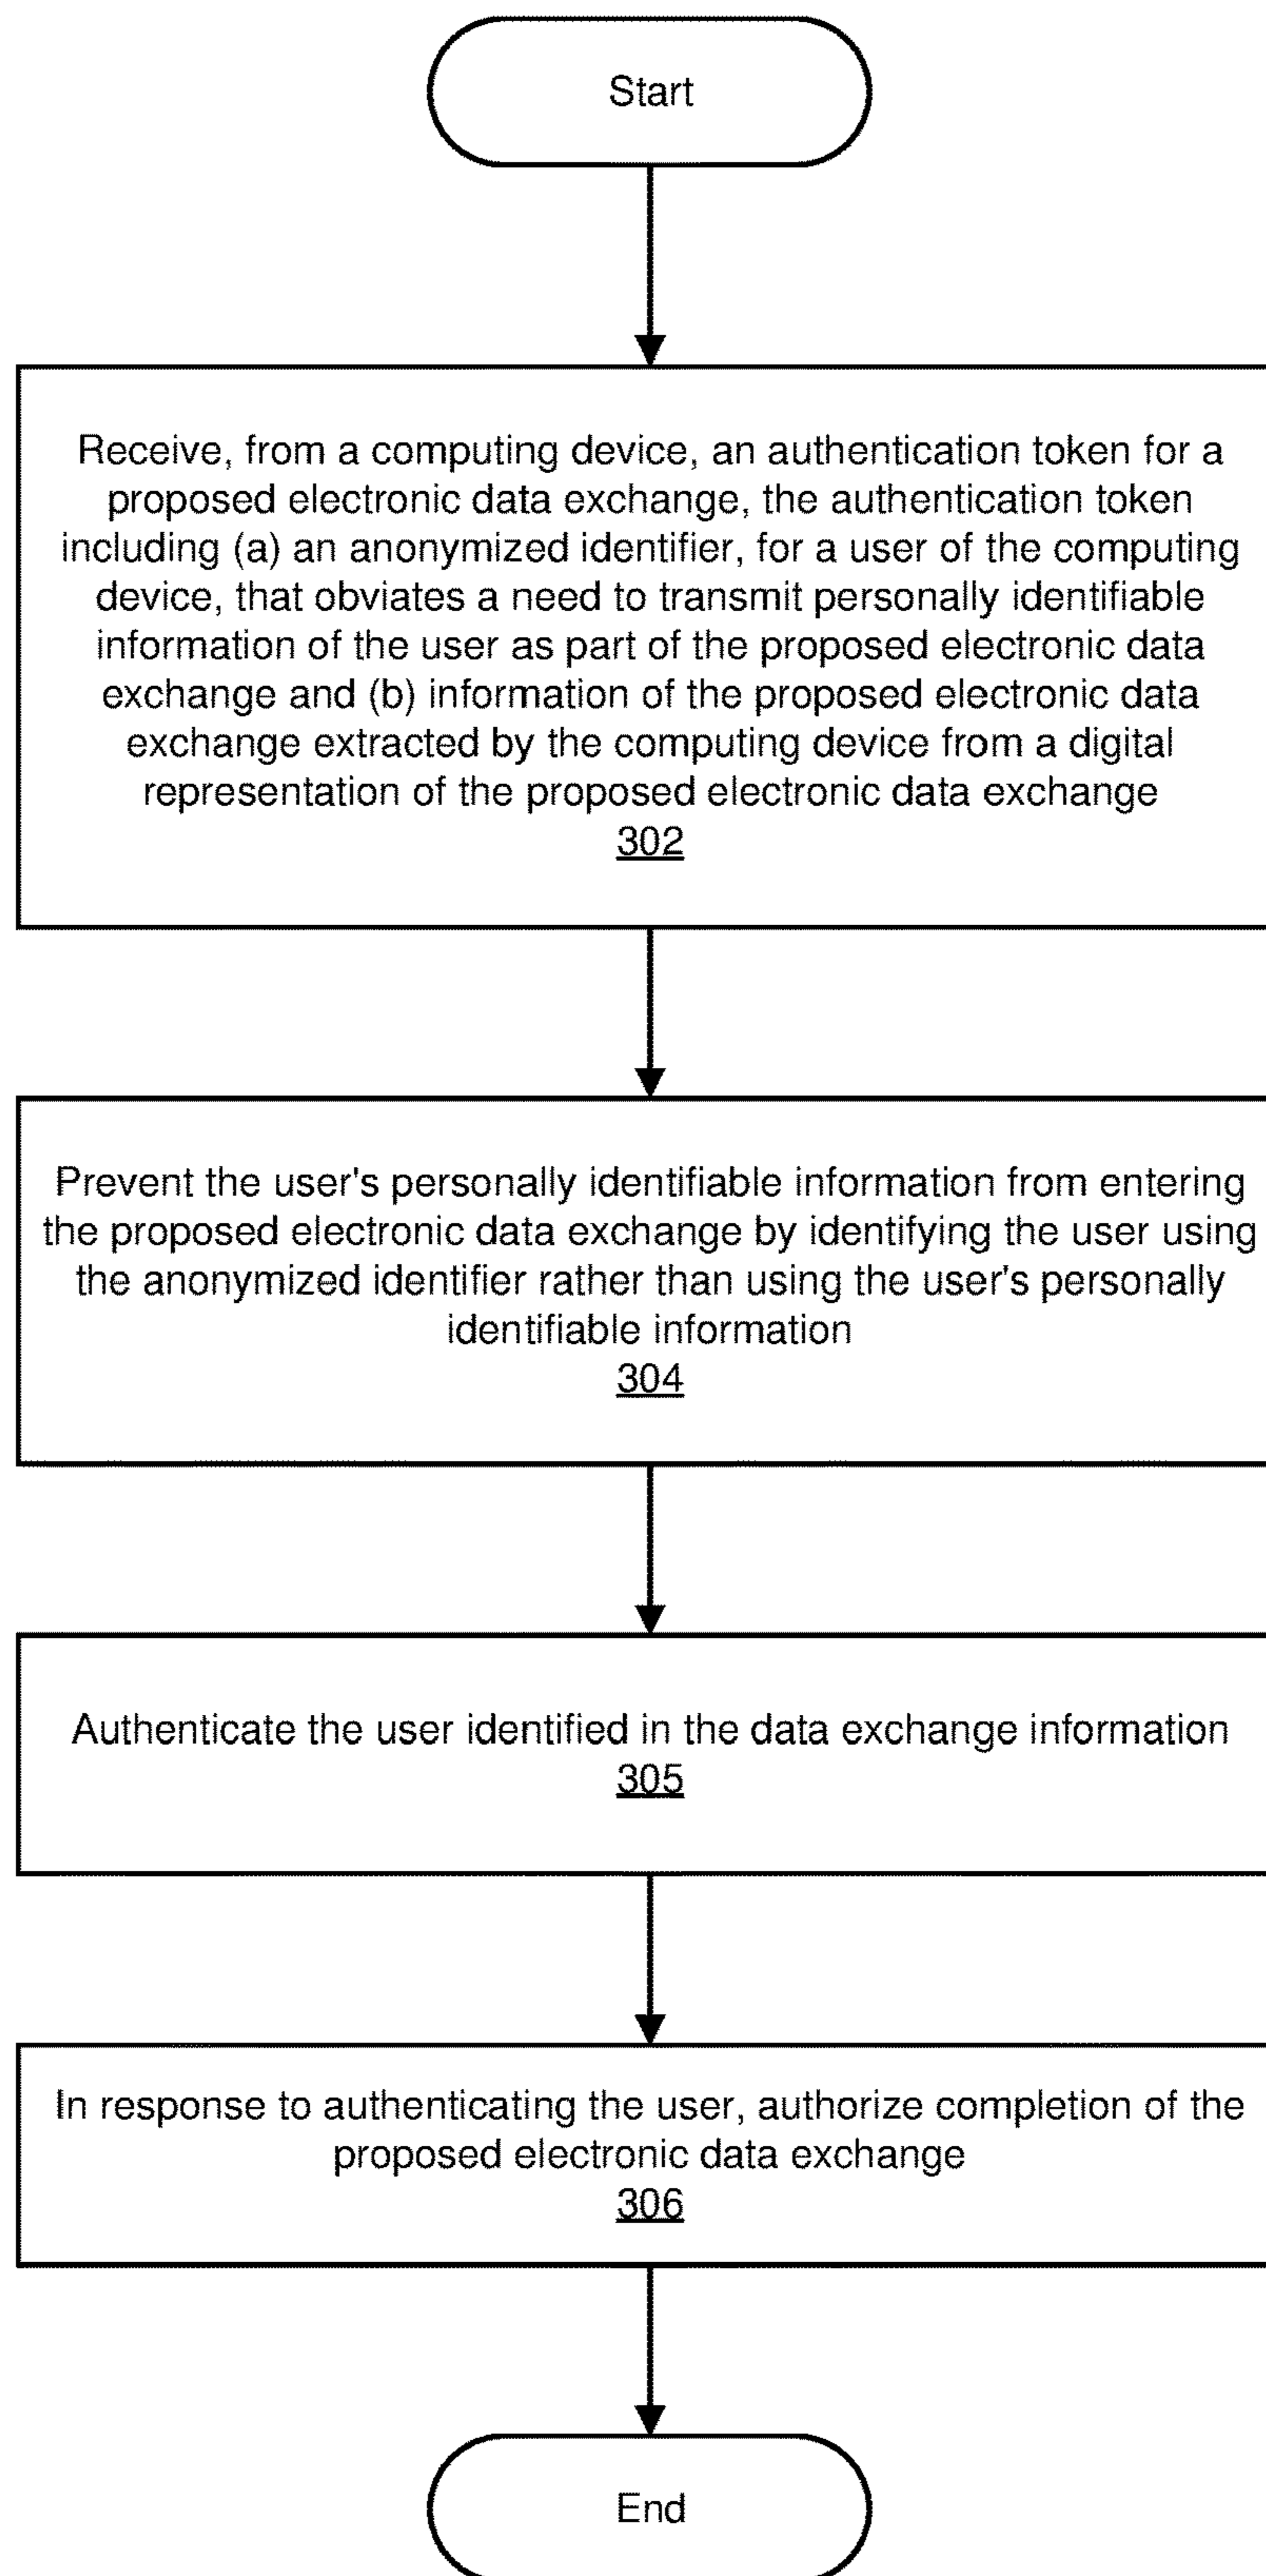 Start
Receive, from a computing device, an authentication token for a
proposed electronic data exchange, the authentication token
including (a) an anonymized identifier, for a user of the computing
device, that obviates a need to transmit personally identifiable
information of the user as part of the proposed electronic data
exchange and (b) information of the proposed electronic data
exchange extracted by the computing device from a digital
representation of the proposed electronic data exchange
302
Prevent the user's personally identifiable information from entering
the proposed electronic data exchange by identifying the user using
the anonymized identifier rather than using the user's personally
identifiable information
304
Authenticate the user identified in the data exchange information
305
In response to authenticating the user, authorize completion of the
proposed electronic data exchange
306
End